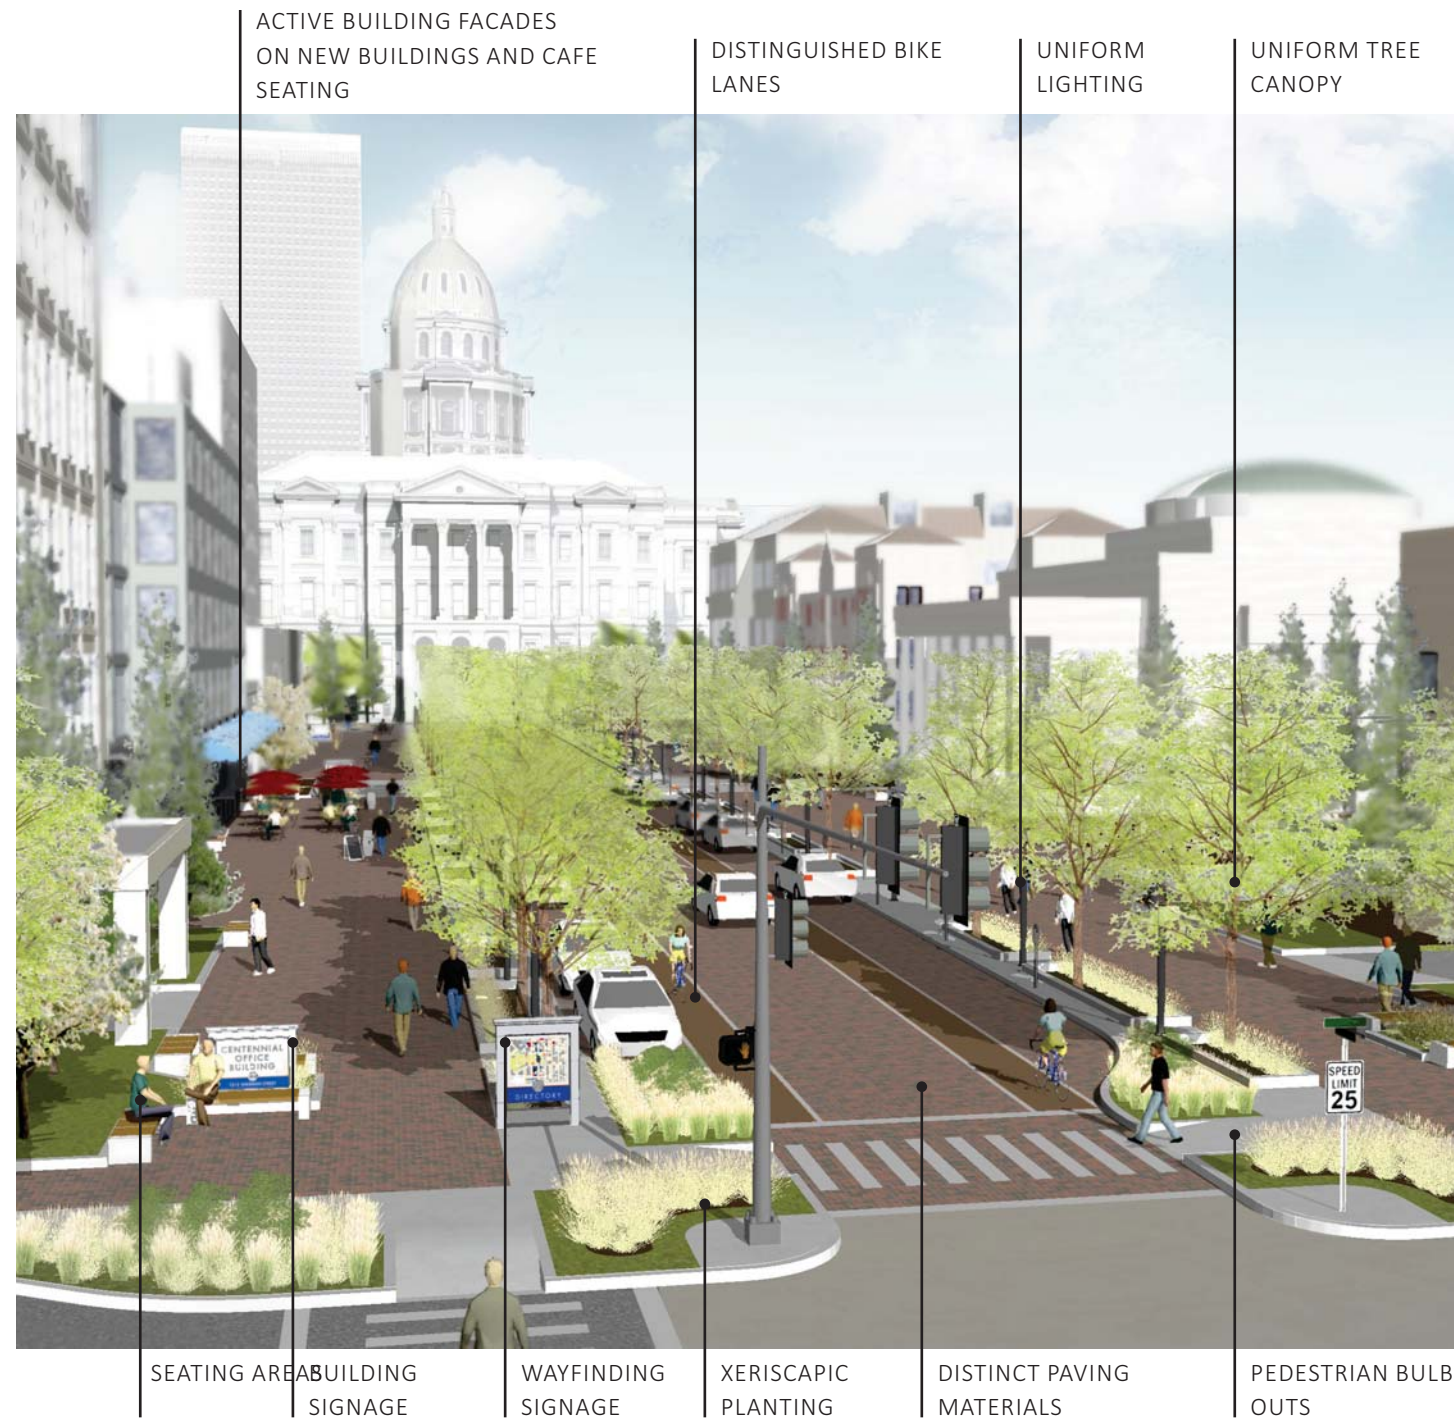 ACTIVE BUILDING FACADES
ON NEW BUILDINGS AND CAFE
SEATING
DISTINGUISHED BIKE
LANES
UNIFORM
LIGHTING
UNIFORM TREE
CANOPY
CENTENNIAL
OFFICE
BUILDING
DIRECTORY
SPEED
LIMIT
25
SEATING AREAS
BUILDING
SIGNAGE
WAYFINDING
SIGNAGE
XERISCAPIC
PLANTING
DISTINCT PAVING
MATERIALS
PEDESTRIAN BULB
OUTS